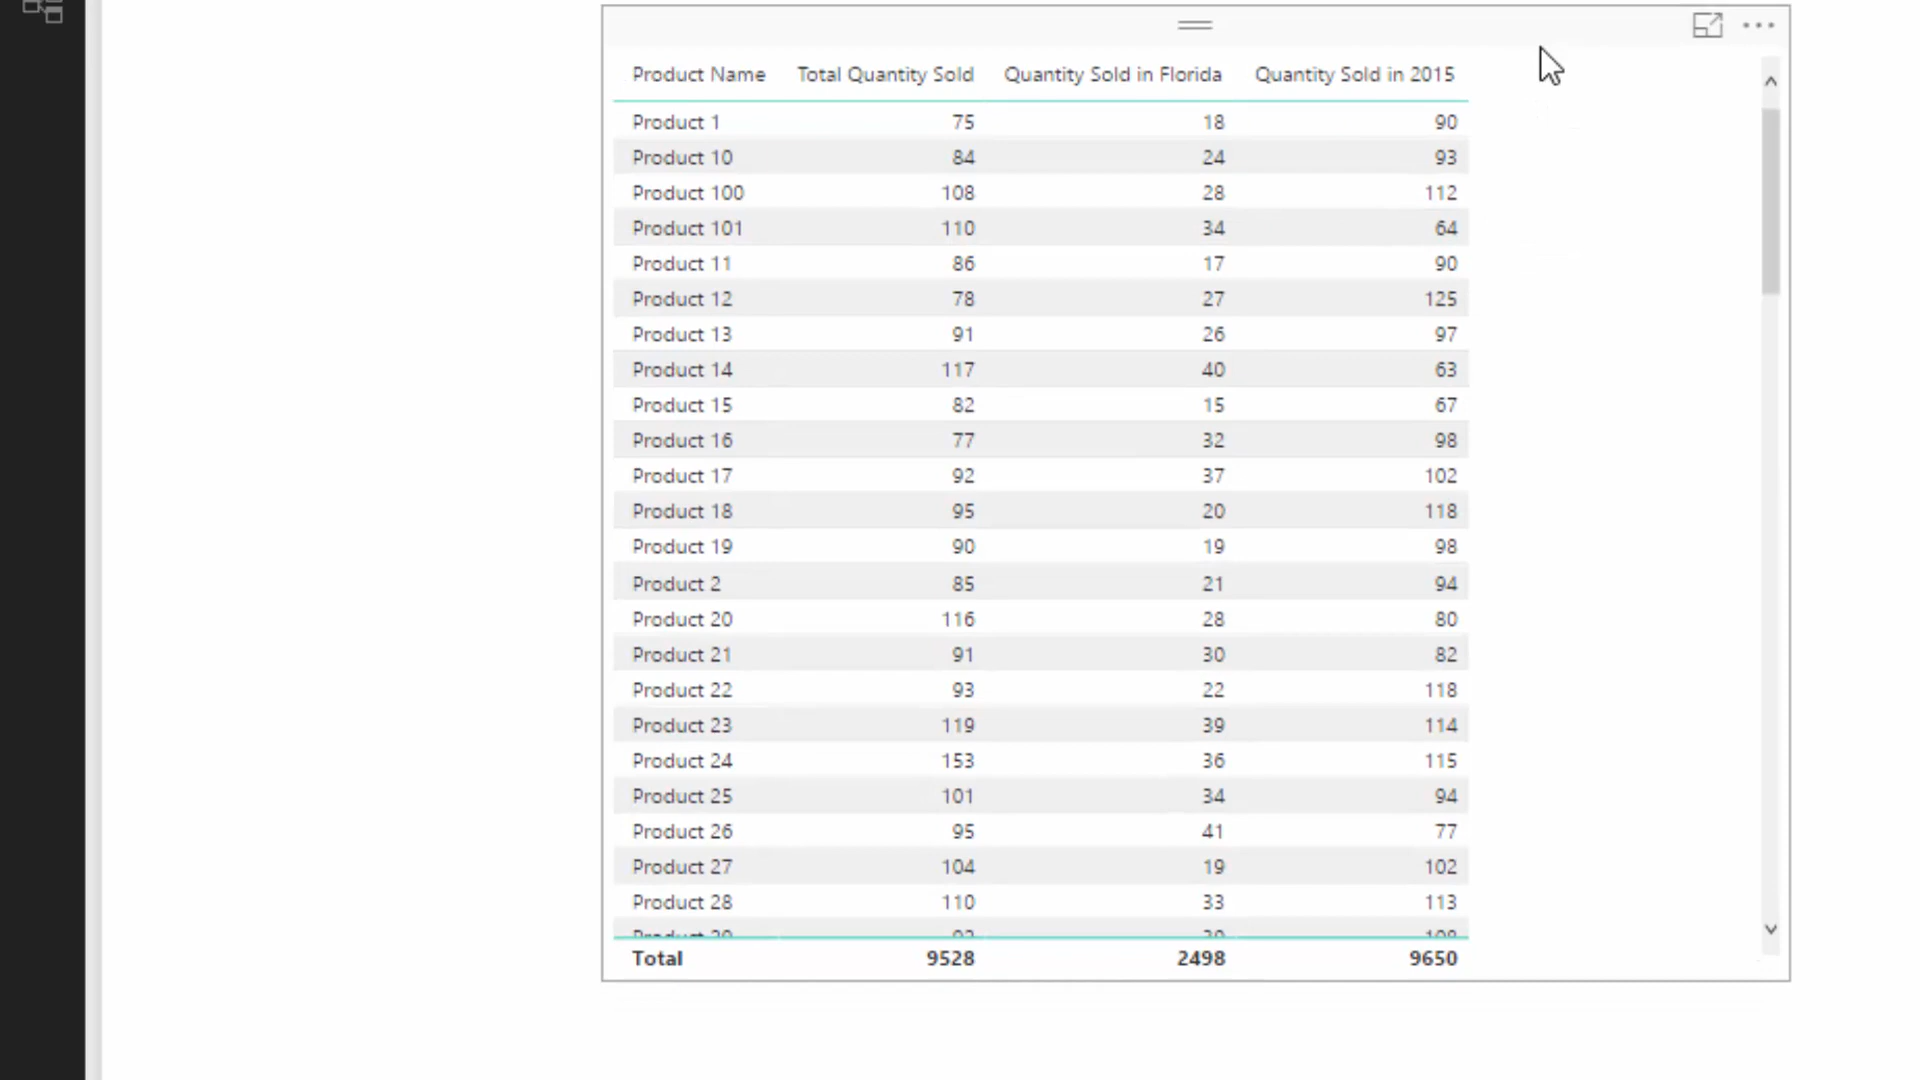 Product Name Total Quantity Sold Quantity Sold in Florida Quantity Sold in 2015
Product 1 75 18 90
Product 10 84 24 93
Product 100 108 28 112
Product 101 110 34 64
Product 11 86 17 90
Product 12 78 27 125
Product 13 91 26 97
Product 14 117 40 63
Product 15 82 15 67
Product 16 77 32 98
Product 17 92 37 102
Product 18 95 20 118
Product 19 90 19 98
Product 2 85 21 94
Product 20 116 28 80
Product 21 91 30 82
Product 22 93 22 118
Product 23 119 39 114
Product 24 153 36 115
Product 25 101 34 94
Product 26 95 41 77
Product 27 104 19 102
Product 28 110 33 113
Total 9528 2498 9650